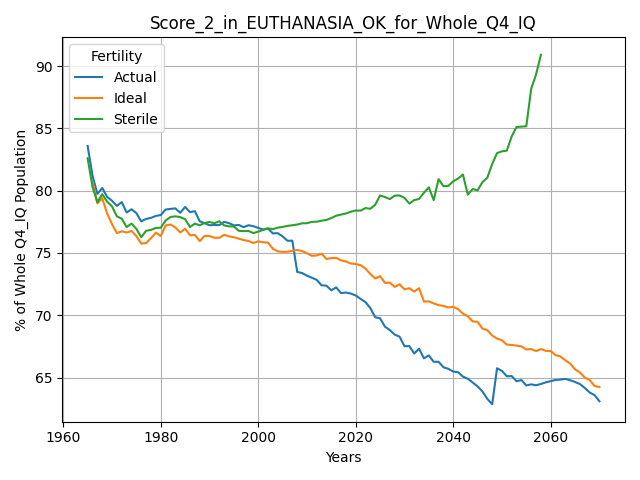 Score_2_in_EUTHANASIA_OK_for_Whole_Q4_IQ
Fertility
Actual
Ideal
Sterile
% of Whole Q4_IQ Population
90
85
80
75
70
65
1960
1980
2000
2020
2040
2060
Years